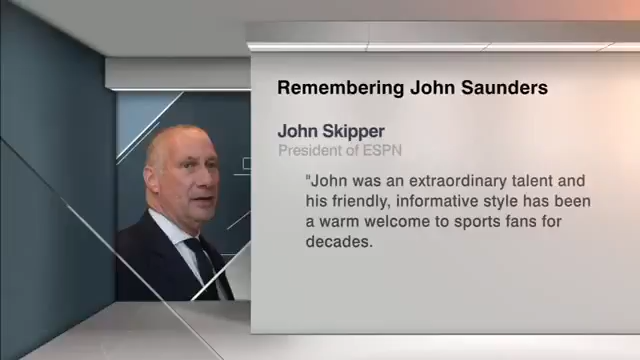 Remembering John Saunders
John Skipper
President of ESPN
"John was an extraordinary talent and
his friendly, informative style has been
a warm welcome to sports fans for
decades.